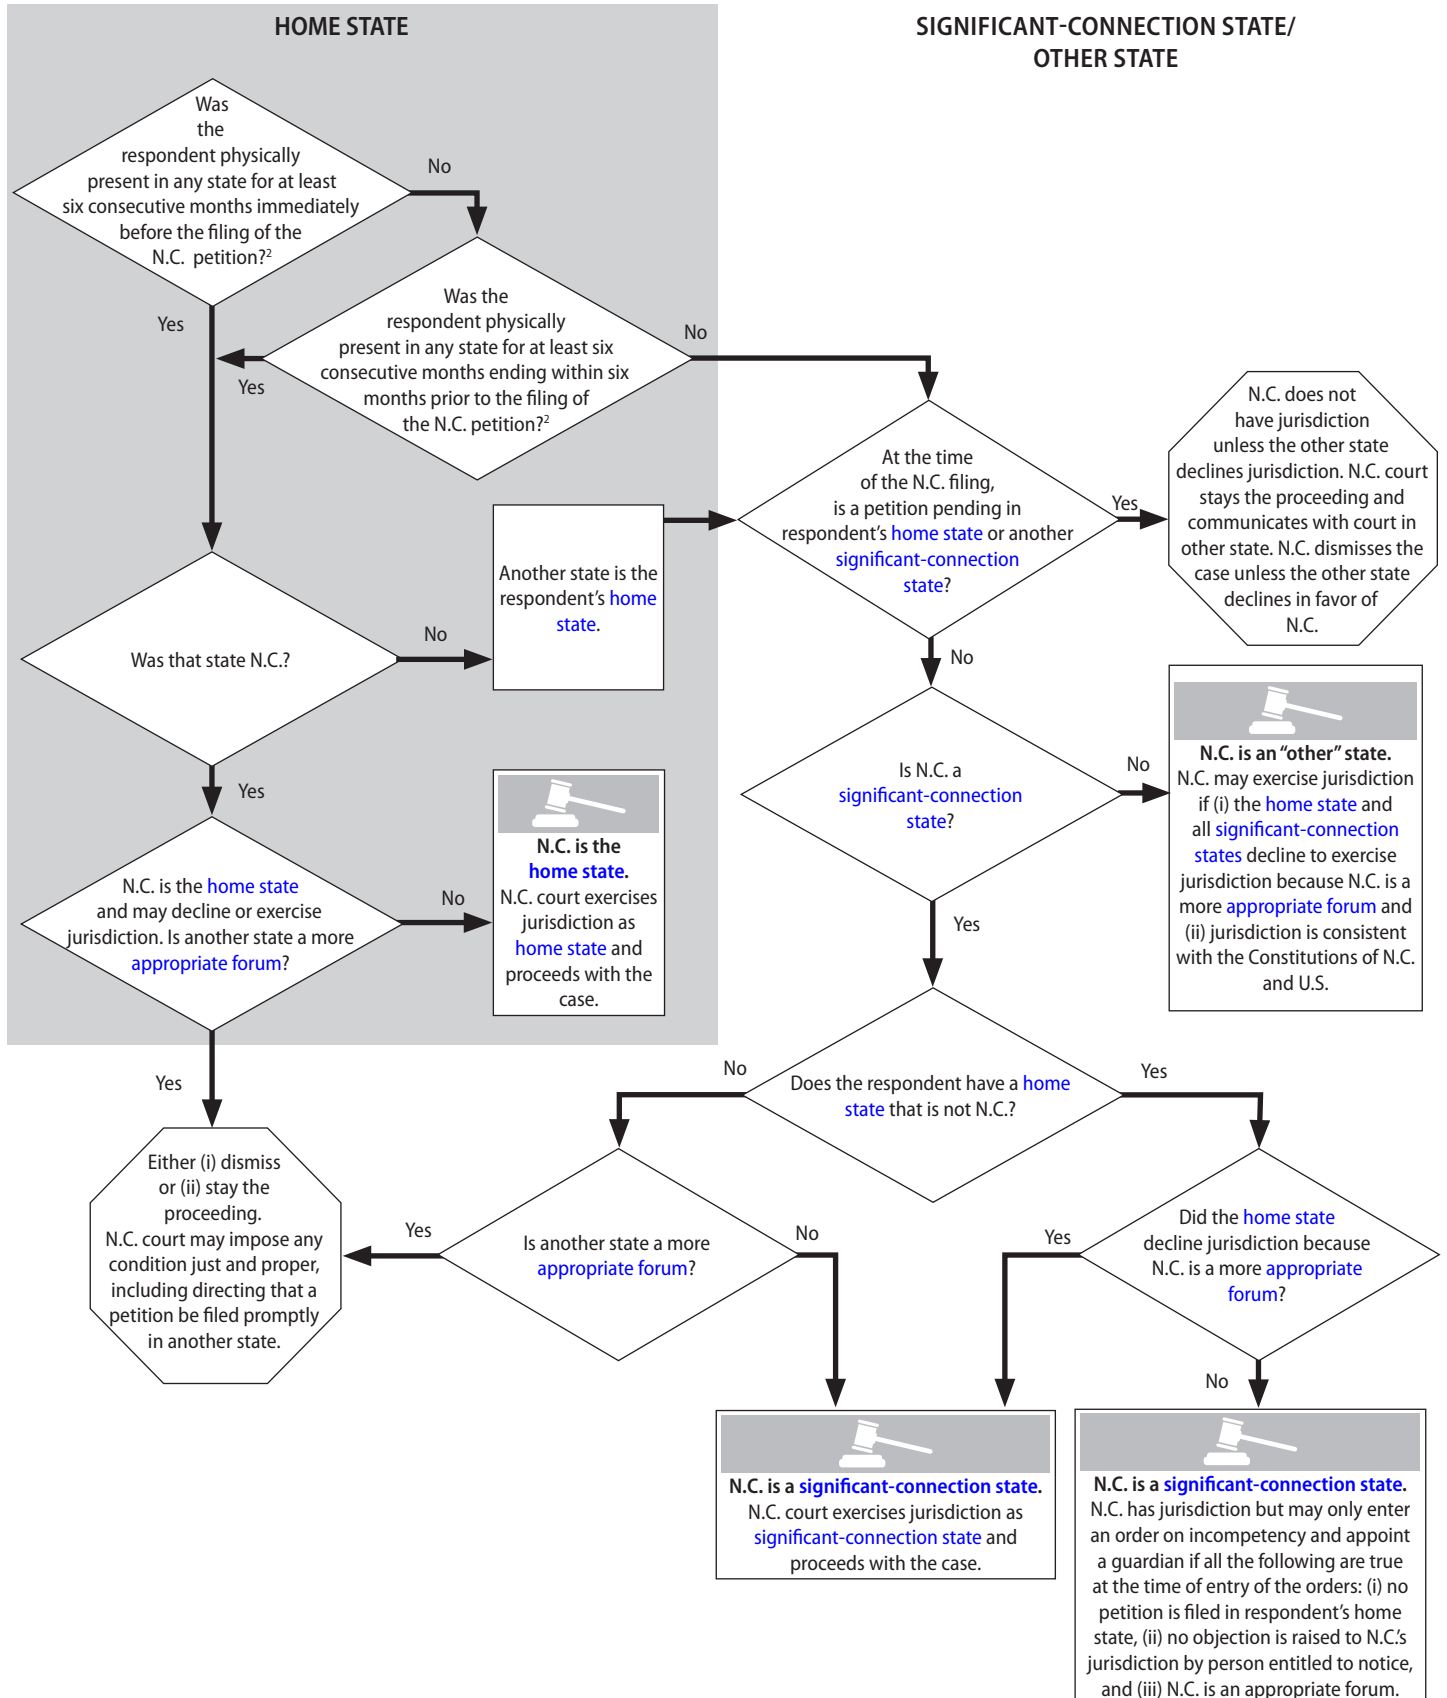 HOME STATE
SIGNIFICANT-CONNECTION STATE/
OTHER STATE
Was
the
respondent physically
present in any state for at least
six consecutive months immediately
before the filing of the
N.C. petition?2
No
Yes
Was the
respondent physically
present in any state for at least six
consecutive months ending within six
months prior to the filing of
the N.C. petition?2
Yes
No
At the time
of the N.C. filing,
is a petition pending in
respondent's home state or another
significant-connection
state?
Yes
No
N.C. does not
have jurisdiction
unless the other state
declines jurisdiction. N.C. court
stays the proceeding and
communicates with court in
other state. N.C. dismisses the
case unless the other state
declines in favor of
N.C.
Another state is the
respondent's home
state.
Was that state N.C.?
No
Yes
Is N.C. a
significant-connection
state?
No
Yes
N.C. is an “other” state.
N.C. may exercise jurisdiction
if (i) the home state and
all significant-connection
states decline to exercise
jurisdiction because N.C. is a
more appropriate forum and
(ii) jurisdiction is consistent
with the Constitutions of N.C.
and U.S.
N.C. is the home state
and may decline or exercise
jurisdiction. Is another state a more
appropriate forum?
No
Yes
N.C. is the
home state.
N.C. court exercises
jurisdiction as
home state and
proceeds with the
case.
Does the respondent have a home
state that is not N.C.?
No
Yes
Either (i) dismiss
or (ii) stay the
proceeding.
N.C. court may impose any
condition just and proper,
including directing that a
petition be filed promptly
in another state.
Is another state a more
appropriate forum?
Yes
No
Did the home state
decline jurisdiction because
N.C. is a more appropriate
forum?
Yes
No
N.C. is a significant-connection state.
N.C. court exercises jurisdiction as
significant-connection state and
proceeds with the case.
N.C. is a significant-connection state.
N.C. has jurisdiction but may only enter
an order on incompetency and appoint
a guardian if all the following are true
at the time of entry of the orders: (i) no
petition is filed in respondent's home
state, (ii) no objection is raised to N.C.'s
jurisdiction by person entitled to notice,
and (iii) N.C. is an appropriate forum.